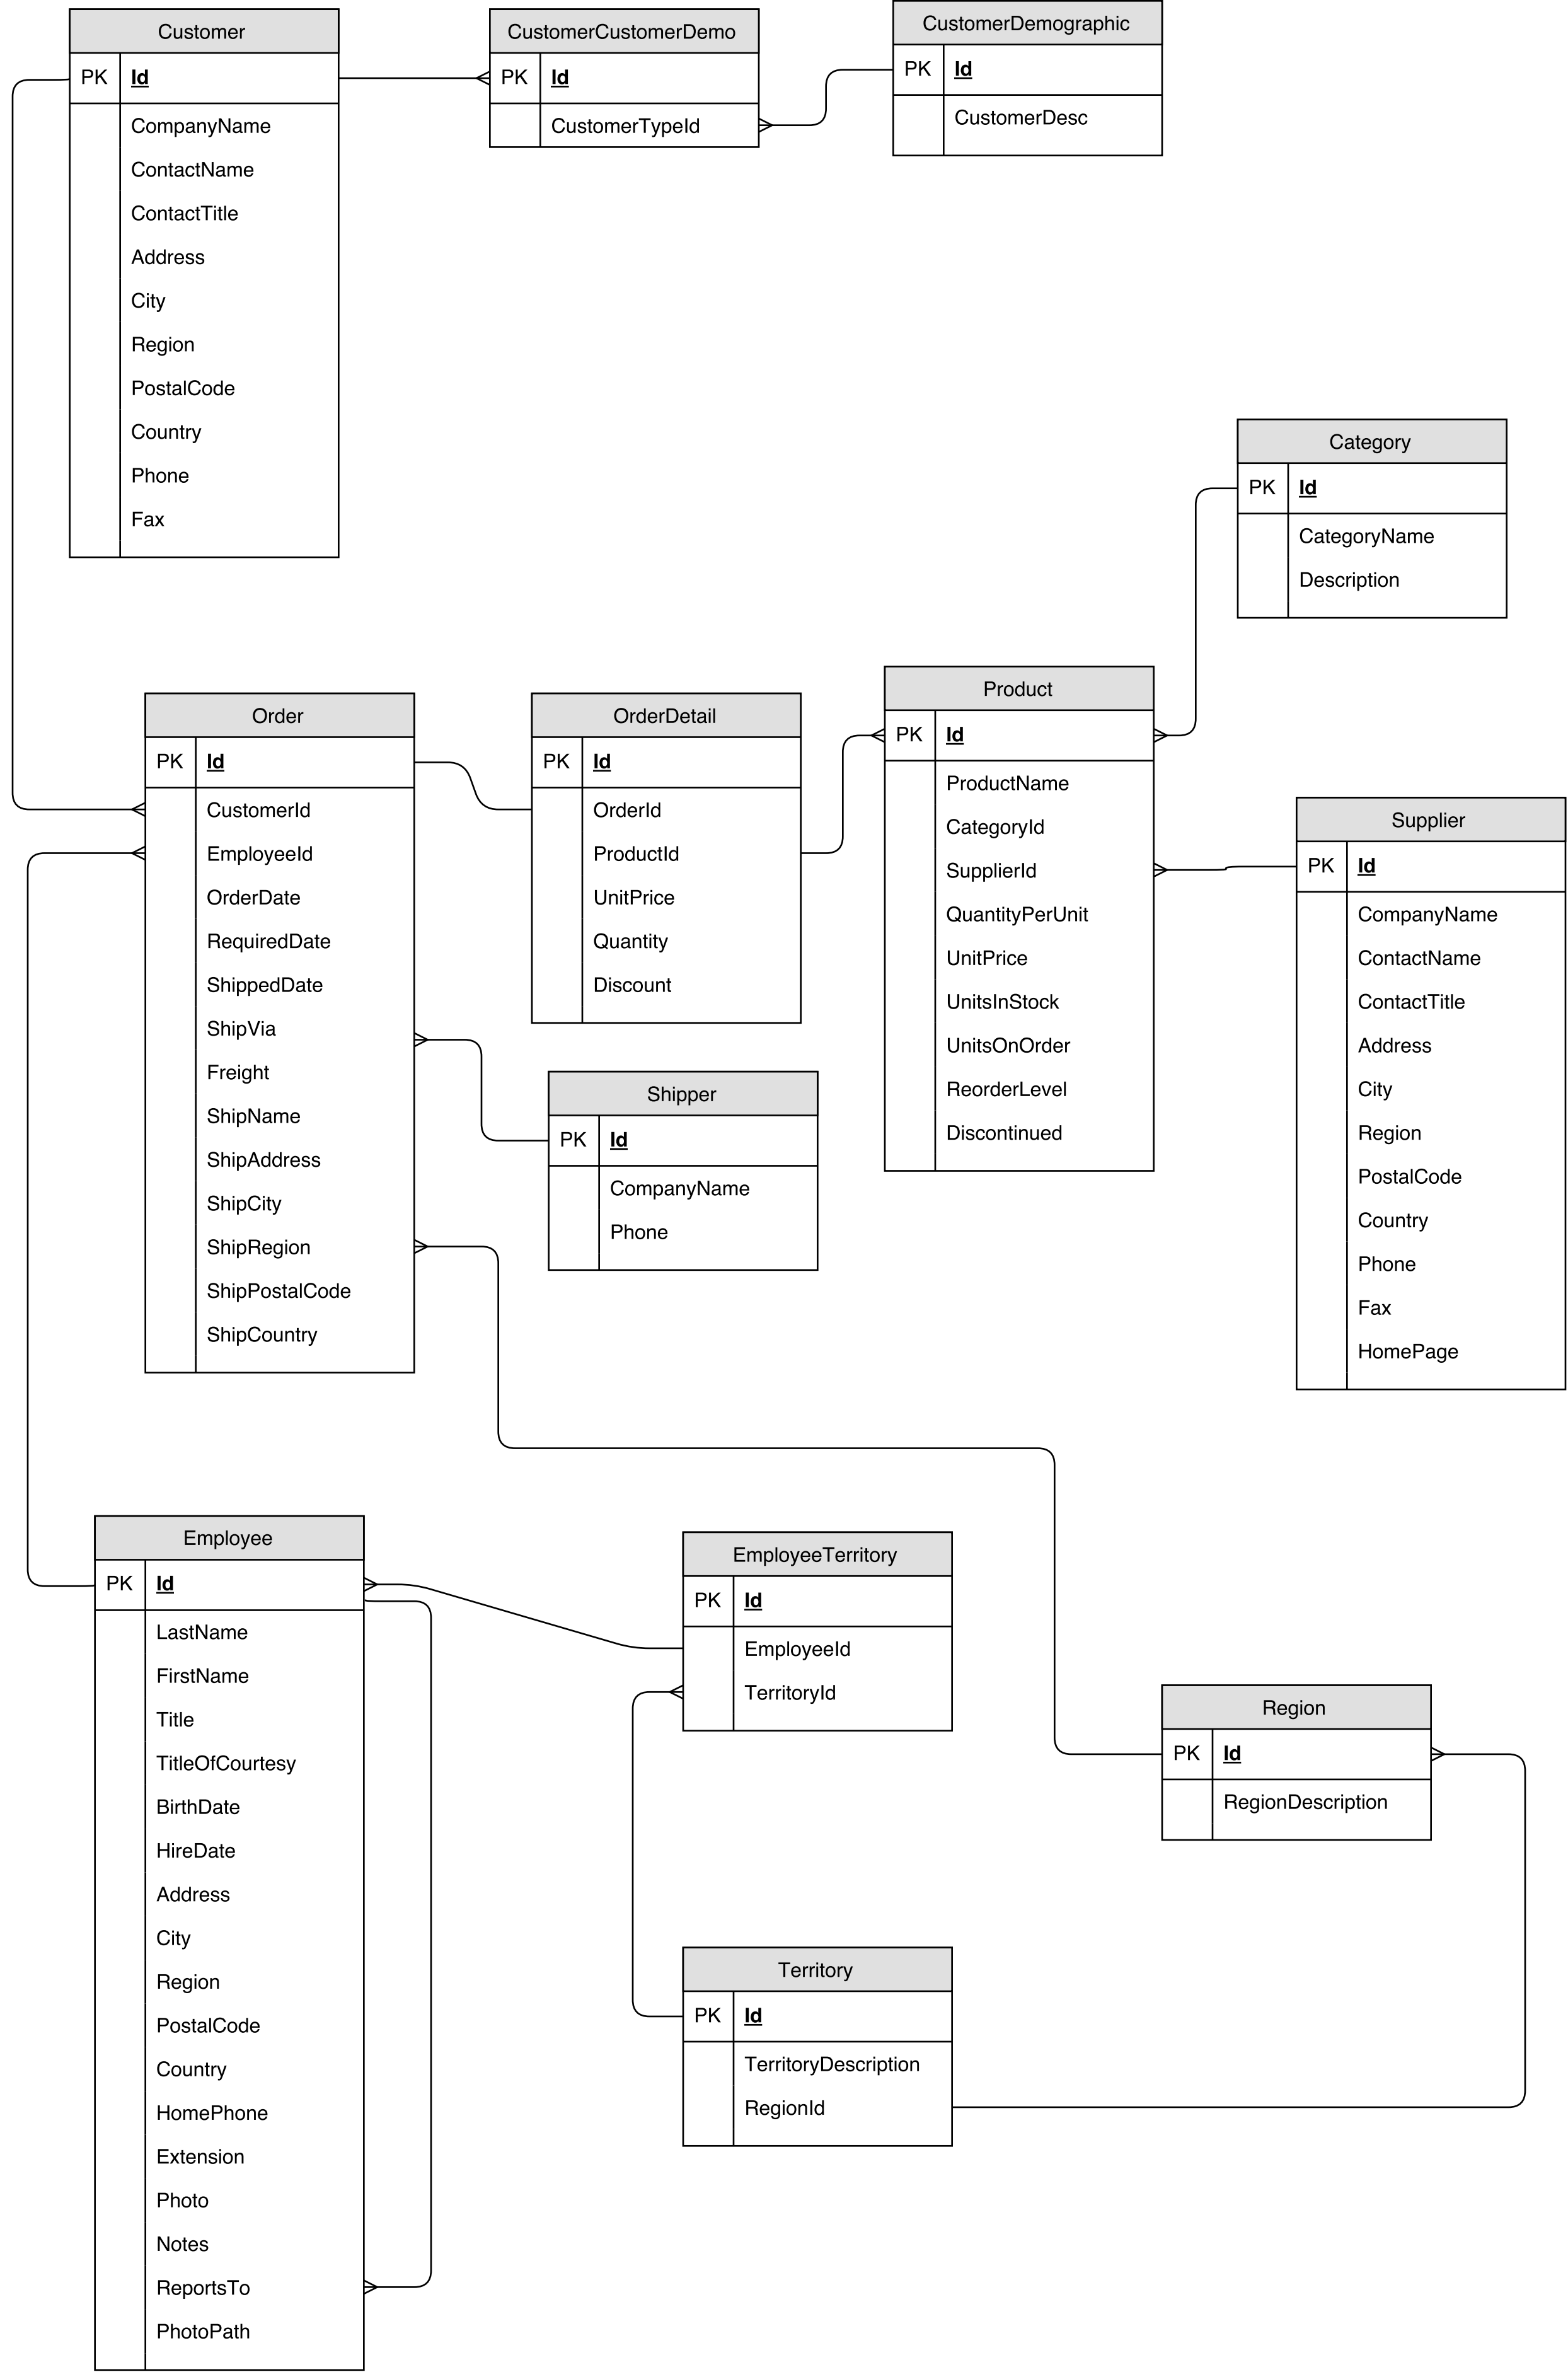 Customer
PK Id
CompanyName
ContactName
ContactTitle
Address
City
Region
PostalCode
Country
Phone
Fax
CustomerCustomerDemo
PK Id
CustomerTypeId
CustomerDemographic
PK Id
CustomerDesc
Category
PK Id
CategoryName
Description
Order
PK Id
CustomerId
EmployeeId
OrderDate
RequiredDate
ShippedDate
ShipVia
Freight
ShipName
ShipAddress
ShipCity
ShipRegion
ShipPostalCode
ShipCountry
OrderDetail
PK Id
OrderId
ProductId
UnitPrice
Quantity
Discount
Shipper
PK Id
CompanyName
Phone
Product
PK Id
ProductName
CategoryId
SupplierId
QuantityPerUnit
UnitPrice
UnitsInStock
UnitsOnOrder
ReorderLevel
Discontinued
Supplier
PK Id
CompanyName
ContactName
ContactTitle
Address
City
Region
PostalCode
Country
Phone
Fax
HomePage
Employee
PK Id
LastName
FirstName
Title
TitleOfCourtesy
BirthDate
HireDate
Address
City
Region
PostalCode
Country
HomePhone
Extension
Photo
Notes
ReportsTo
PhotoPath
EmployeeTerritory
PK Id
EmployeeId
TerritoryId
Region
PK Id
RegionDescription
Territory
PK Id
TerritoryDescription
RegionId